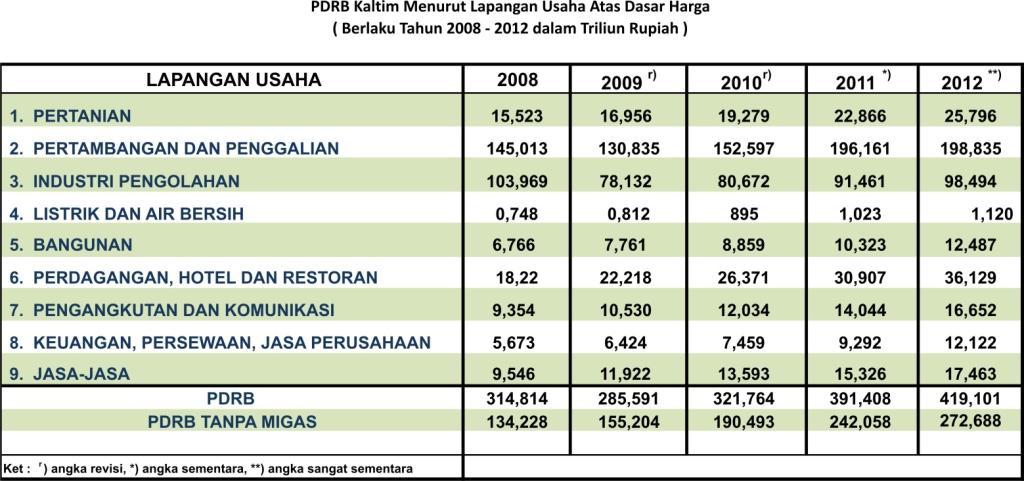 PDRB Kaltim Menurut Lapangan Usaha Atas Dasar Harga
( Berlaku Tahun 2008 - 2012 dalam Triliun Rupiah )
LAPANGAN USAHA 2008 2009 r) 2010 r) 2011 *) 2012 **)
1. PERTANIAN 15,523 16,956 19,279 22,866 25,796
2. PERTAMBANGAN DAN PENGGALIAN 145,013 130,835 152,597 196,161 198,835
3. INDUSTRI PENGOLAHAN 103,969 78,132 80,672 91,461 98,494
4. LISTRIK DAN AIR BERSIH 0,748 0,812 895 1,023 1,120
5. BANGUNAN 6,766 7,761 8,859 10,323 12,487
6. PERDAGANGAN, HOTEL DAN RESTORAN 18,22 22,218 26,371 30,907 36,129
7. PENGANGKUTAN DAN KOMUNIKASI 9,354 10,530 12,034 14,044 16,652
8. KEUANGAN, PERSEWAAN, JASA PERUSAHAAN 5,673 6,424 7,459 9,292 12,122
9. JASA-JASA 9,546 11,922 13,593 15,326 17,463
PDRB 314,814 285,591 321,764 391,408 419,101
PDRB TANPA MIGAS 134,228 155,204 190,493 242,058 272,688
Ket : r) angka revisi, *) angka sementara, **) angka sangat sementara